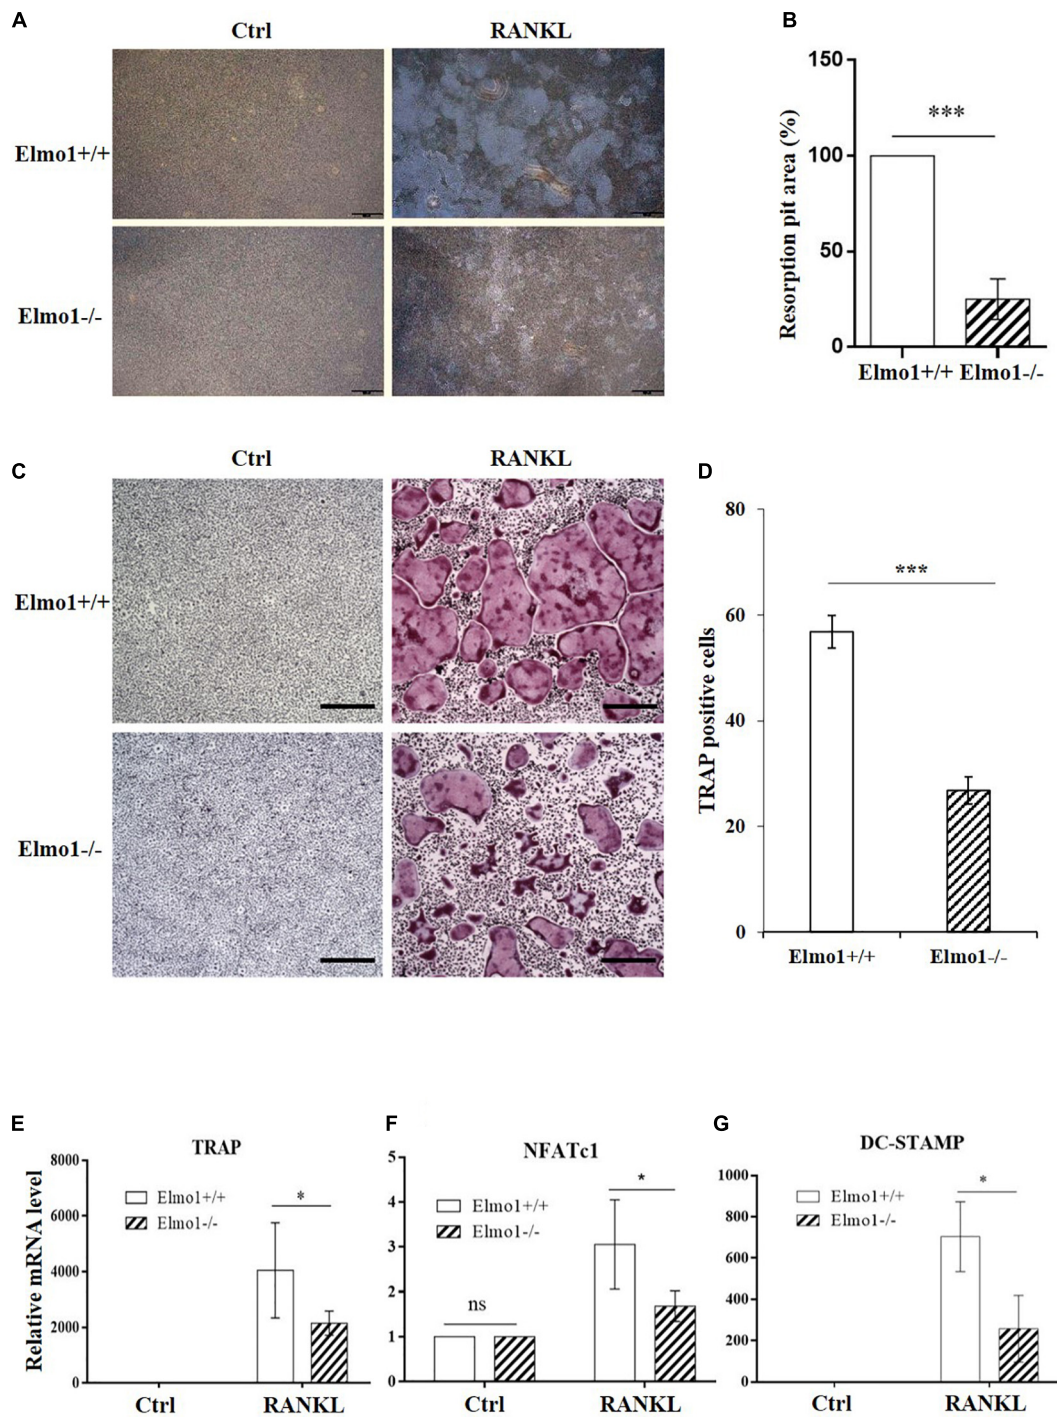 A
Ctrl
RANKL
Elmo1+/+
Elmo1-/-
B
Resorption pit area (%)
150
100
50
0
***
Elmo1+/+
Elmo1-/-
C
Ctrl
RANKL
Elmo1+/+
Elmo1-/-
D
TRAP positive cells
80
60
40
20
0
***
Elmo1+/+
Elmo1-/-
E
TRAP
Relative mRNA level
8000
6000
4000
2000
0
Elmo1+/+
Elmo1-/-
*
Ctrl
RANKL
F
NFATc1
5
4
3
2
1
0
Elmo1+/+
Elmo1-/-
ns
*
Ctrl
RANKL
G
DC-STAMP
1000
800
600
400
200
0
Elmo1+/+
Elmo1-/-
*
Ctrl
RANKL